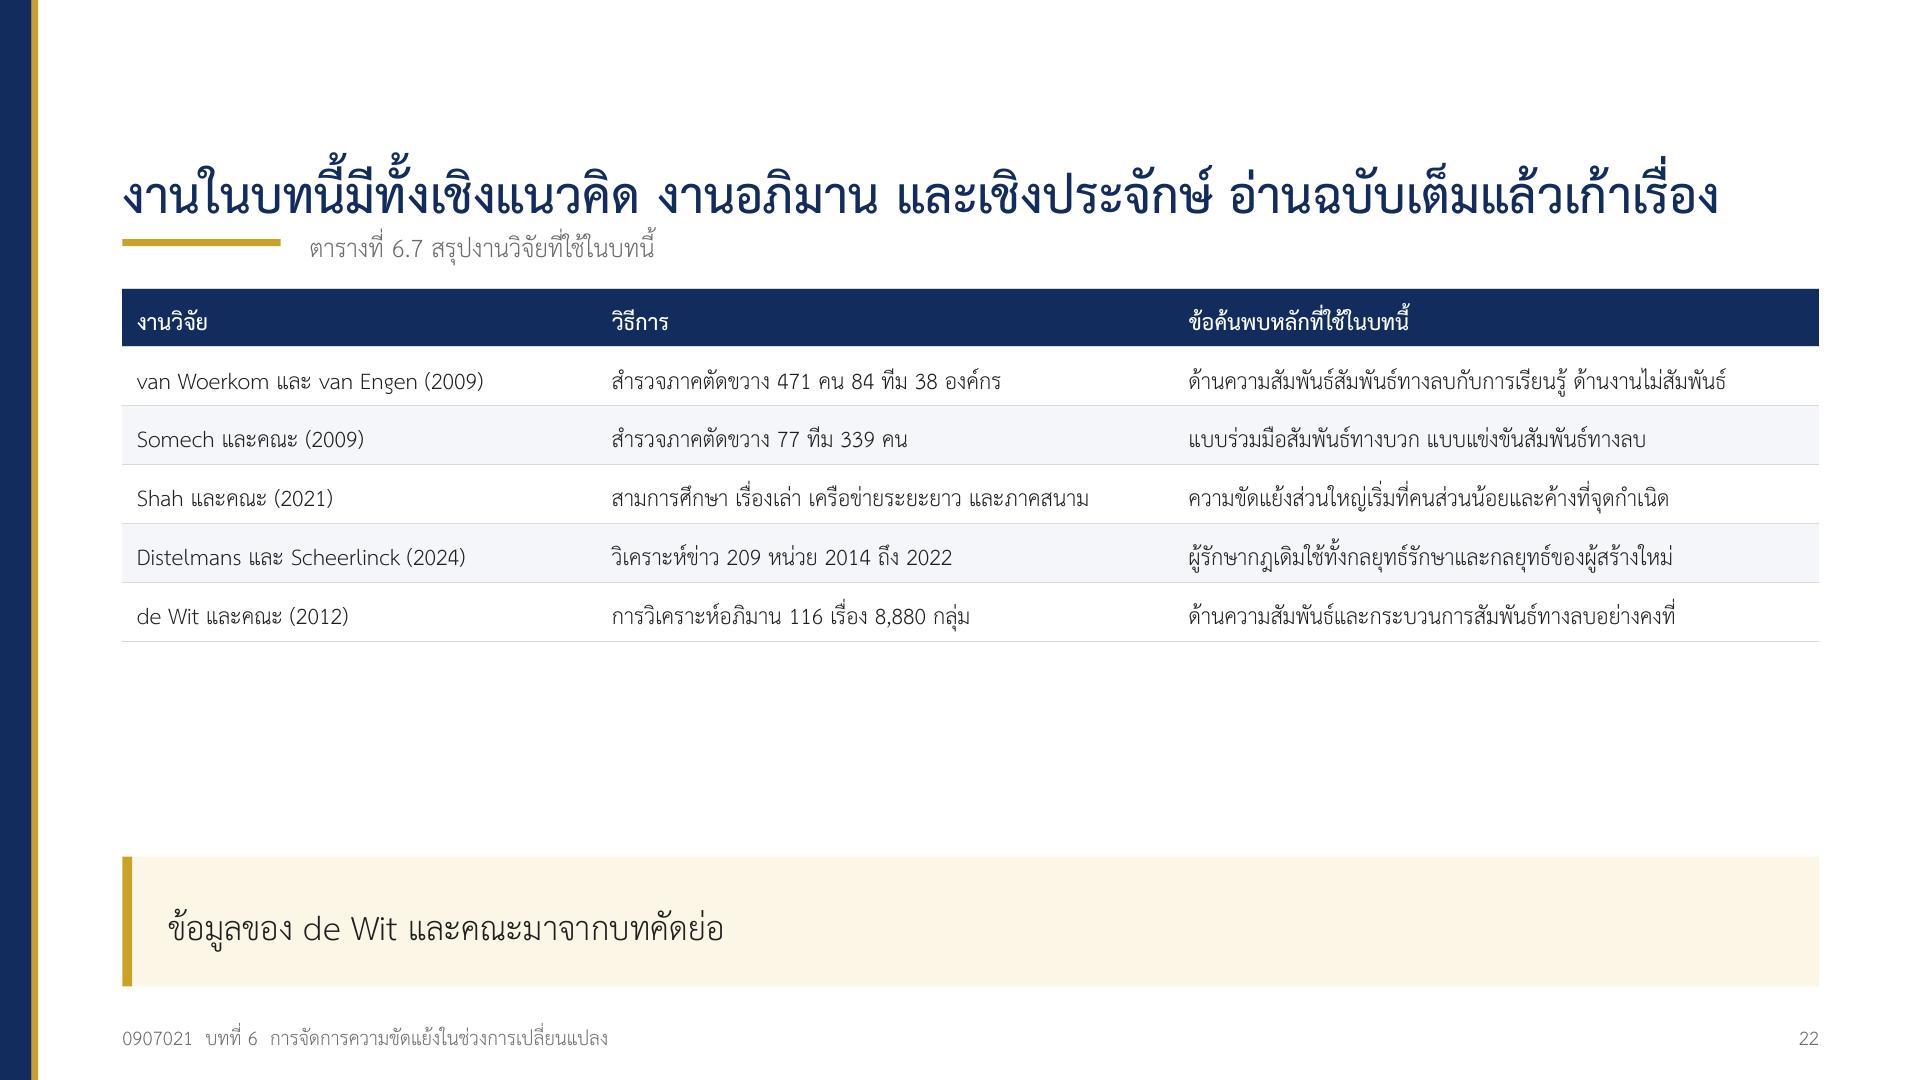 งานในบทนี้มีทั้งเชิงแนวคิด งานอภิมาน และเชิงประจักษ์ อ่านฉบับเต็มแล้วเก้าเรื่อง
ตารางที่ 6.7 สรุปงานวิจัยที่ใช้ในบทนี้
งานวิจัย วิธีการ ข้อค้นพบหลักที่ใช้ในบทนี้
van Woerkom และ van Engen (2009) สำรวจภาคตัดขวาง 471 คน 84 ทีม 38 องค์กร ด้านความสัมพันธ์สัมพันธ์ทางลบกับการเรียนรู้ ด้านงานไม่สัมพันธ์
Somech และคณะ (2009) สำรวจภาคตัดขวาง 77 ทีม 339 คน แบบร่วมมือสัมพันธ์ทางบวก แบบแข่งขันสัมพันธ์ทางลบ
Shah และคณะ (2021) สามการศึกษา เรื่องเล่า เครือข่ายระยะยาว และภาคสนาม ความขัดแย้งส่วนใหญ่เริ่มที่คนส่วนน้อยและค้างที่จุดกำเนิด
Distelmans และ Scheerlinck (2024) วิเคราะห์ข่าว 209 หน่วย 2014 ถึง 2022 ผู้รักษากฎเดิมใช้ทั้งกลยุทธ์รักษาและกลยุทธ์ของผู้สร้างใหม่
de Wit และคณะ (2012) การวิเคราะห์อภิมาน 116 เรื่อง 8,880 กลุ่ม ด้านความสัมพันธ์และกระบวนการสัมพันธ์ทางลบอย่างคงที่
ข้อมูลของ de Wit และคณะมาจากบทคัดย่อ
0907021 บทที่ 6 การจัดการความขัดแย้งในช่วงการเปลี่ยนแปลง 22